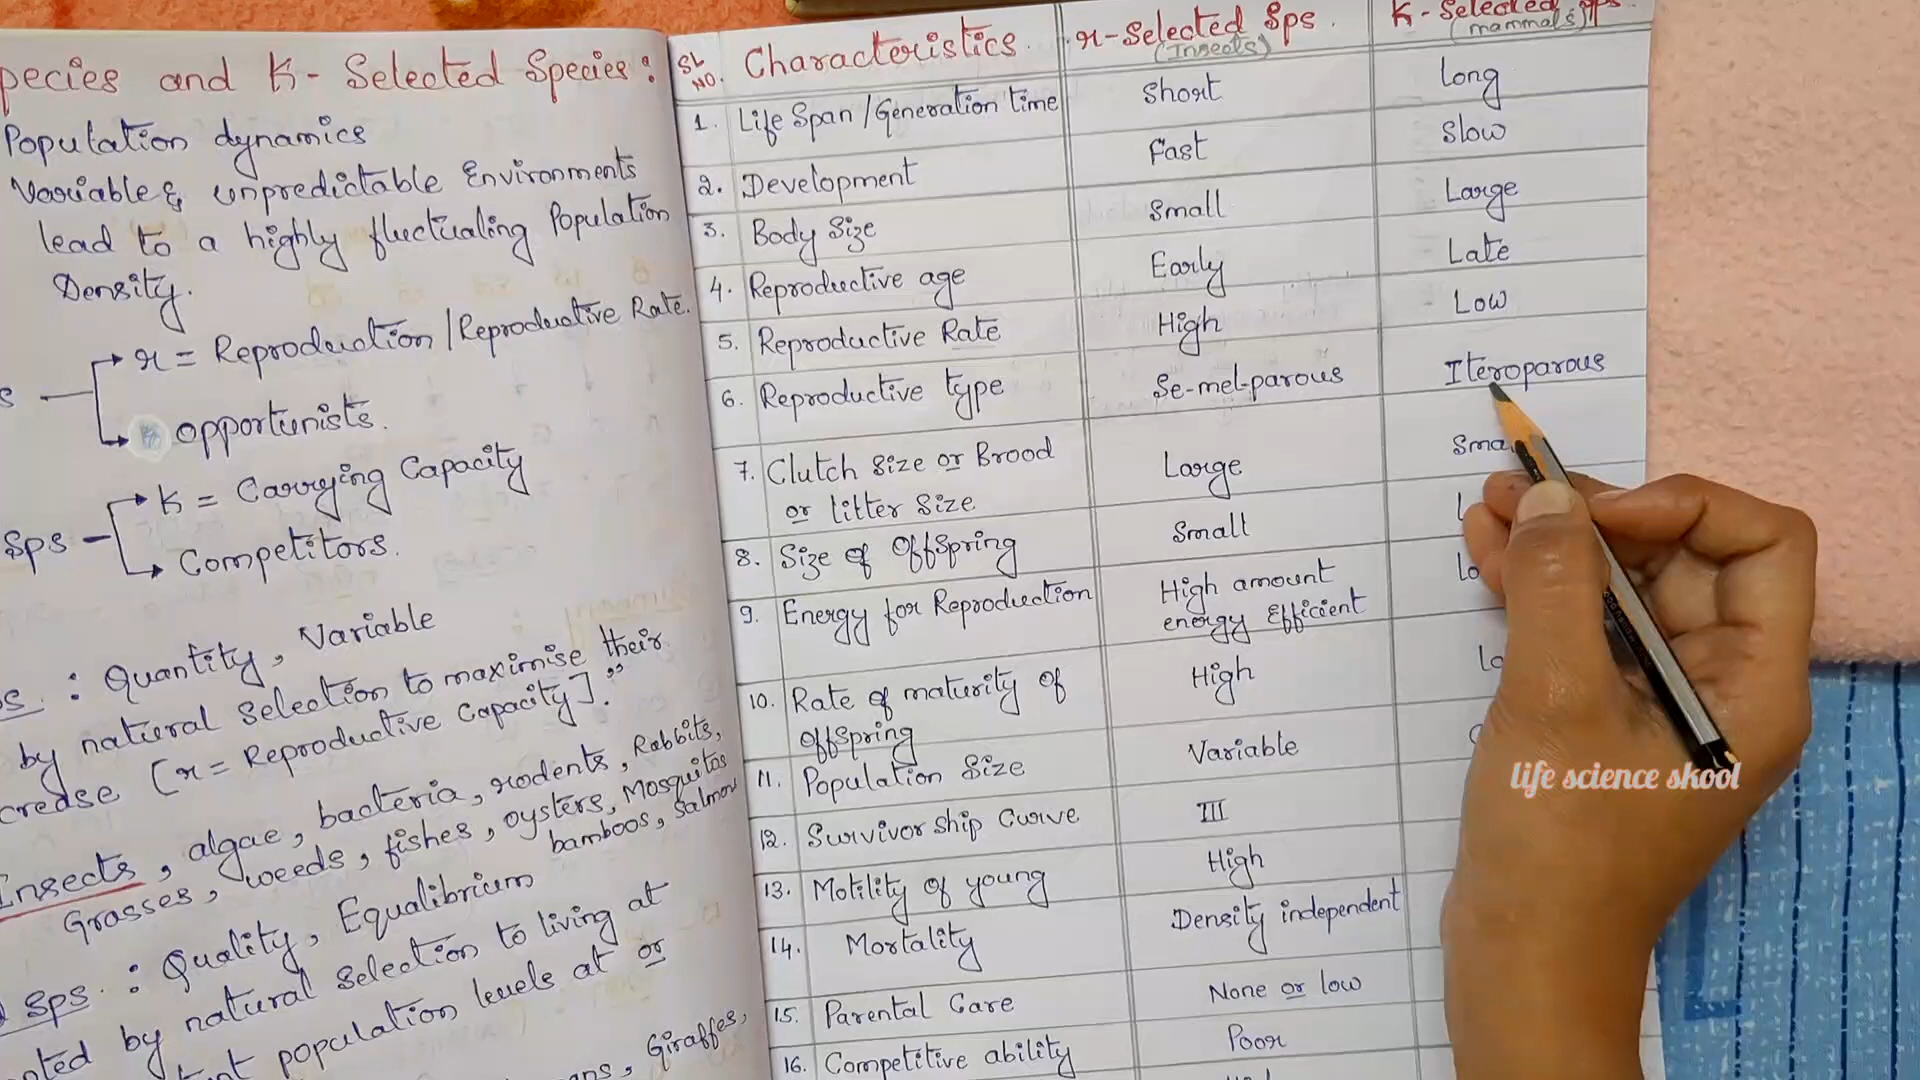 pecies and K- Selected Species:
Population dynamics
Variable & unpredictable Environments
lead to a highly fluctualing Population
Density.
r = Reproduction / Reproductive Rate.
opportunists.
K = Carrying Capacity
Sps
Competitors.
: Quantity, Variable
by natural Selection to maximise their
crease [r = Reproductive Capacity]."
Insects, algae, bacteria, rodents, Rabbits,
Grasses, weeds, fishes, oysters, Mosquitos
bamboos, Salmon
Sps. : Quality, Equalibrium
by natural Selection to living at
population levels at or
Giraffes,
SL NO. Characteristics r-Selected Sps. K-Selected
(Insects) (mammals)
1. Life Span / Generation time Short long
2. Development Fast Slow
3. Body Size Small Large
4. Reproductive age Early Late
5. Reproductive Rate High Low
6. Reproductive type Se-mel-parous Iteroparous
7. Clutch Size or Brood Large
or litter Size
8. Size of OffSpring Small
9. Energy for Reproduction High amount
energy Efficient
10. Rate of maturity of High
offSpring
11. Population Size Variable
12. Survivor Ship Curve III
13. Motility of young High
14. Mortality Density independent
15. Parental Care None or low
16. Competitive ability Poor
life science skool